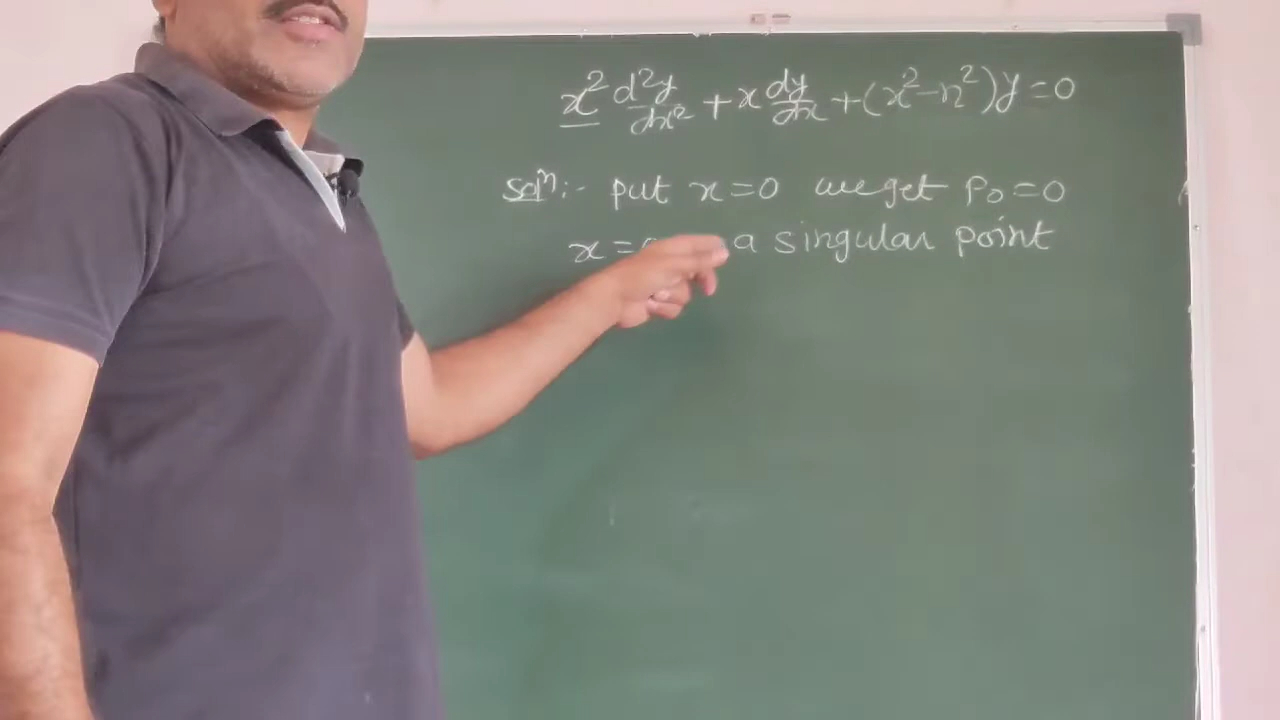 x² d²y/dx² + x dy/dx + (x²-n²)y = 0
Solⁿ:- put x=0 we get P₀=0
x = a singular point